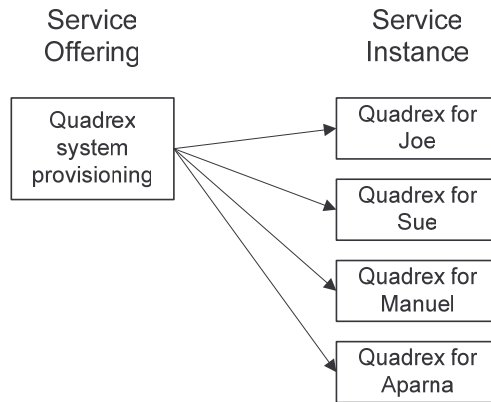 Service
Offering
Service
Instance
Quadrex
system
provisioning
Quadrex for
Joe
Quadrex for
Sue
Quadrex for
Manuel
Quadrex for
Aparna